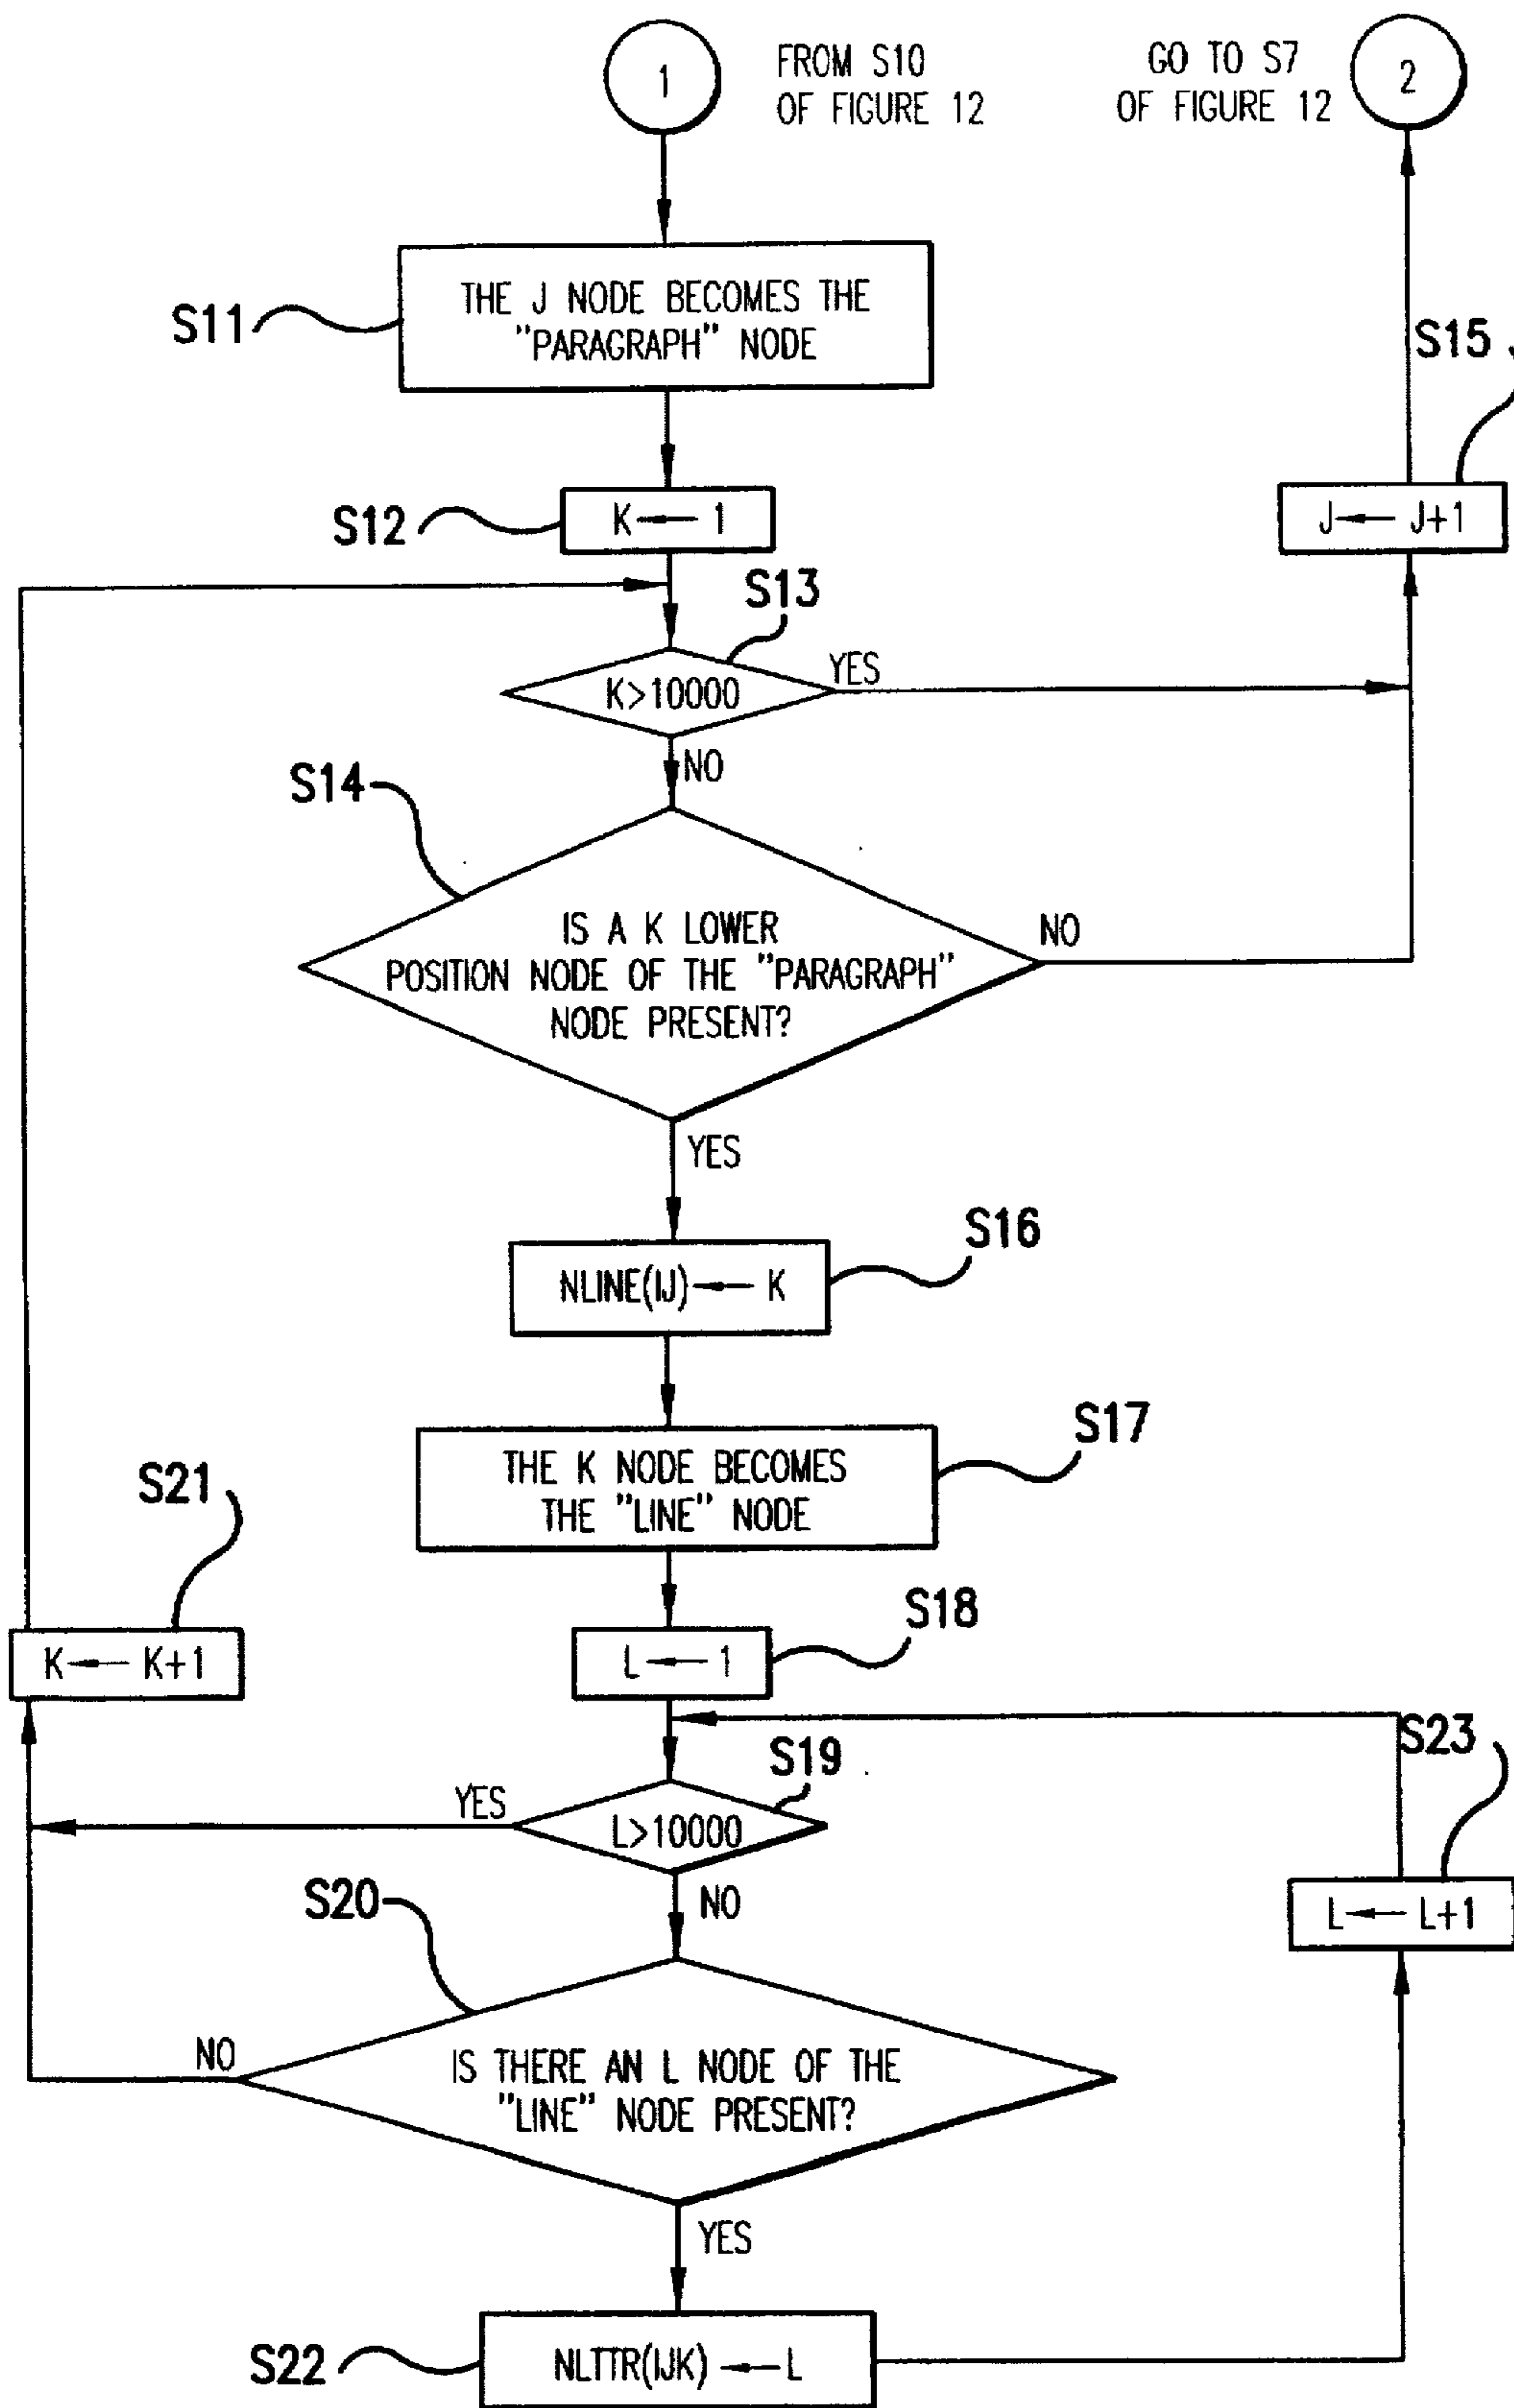 1
FROM S10
OF FIGURE 12
GO TO S7
OF FIGURE 12
2
S11
THE J NODE BECOMES THE
"PARAGRAPH" NODE
S15
S12
K ← 1
J ← J+1
S13
K>10000
YES
NO
S14
IS A K LOWER
POSITION NODE OF THE "PARAGRAPH"
NODE PRESENT?
NO
YES
S16
NLINE(IJ) ← K
S17
THE K NODE BECOMES
THE "LINE" NODE
S21
S18
K ← K+1
L ← 1
S23
S19
YES
L>10000
NO
S20
L ← L+1
NO
IS THERE AN L NODE OF THE
"LINE" NODE PRESENT?
YES
S22
NLTTR(IJK) ← L